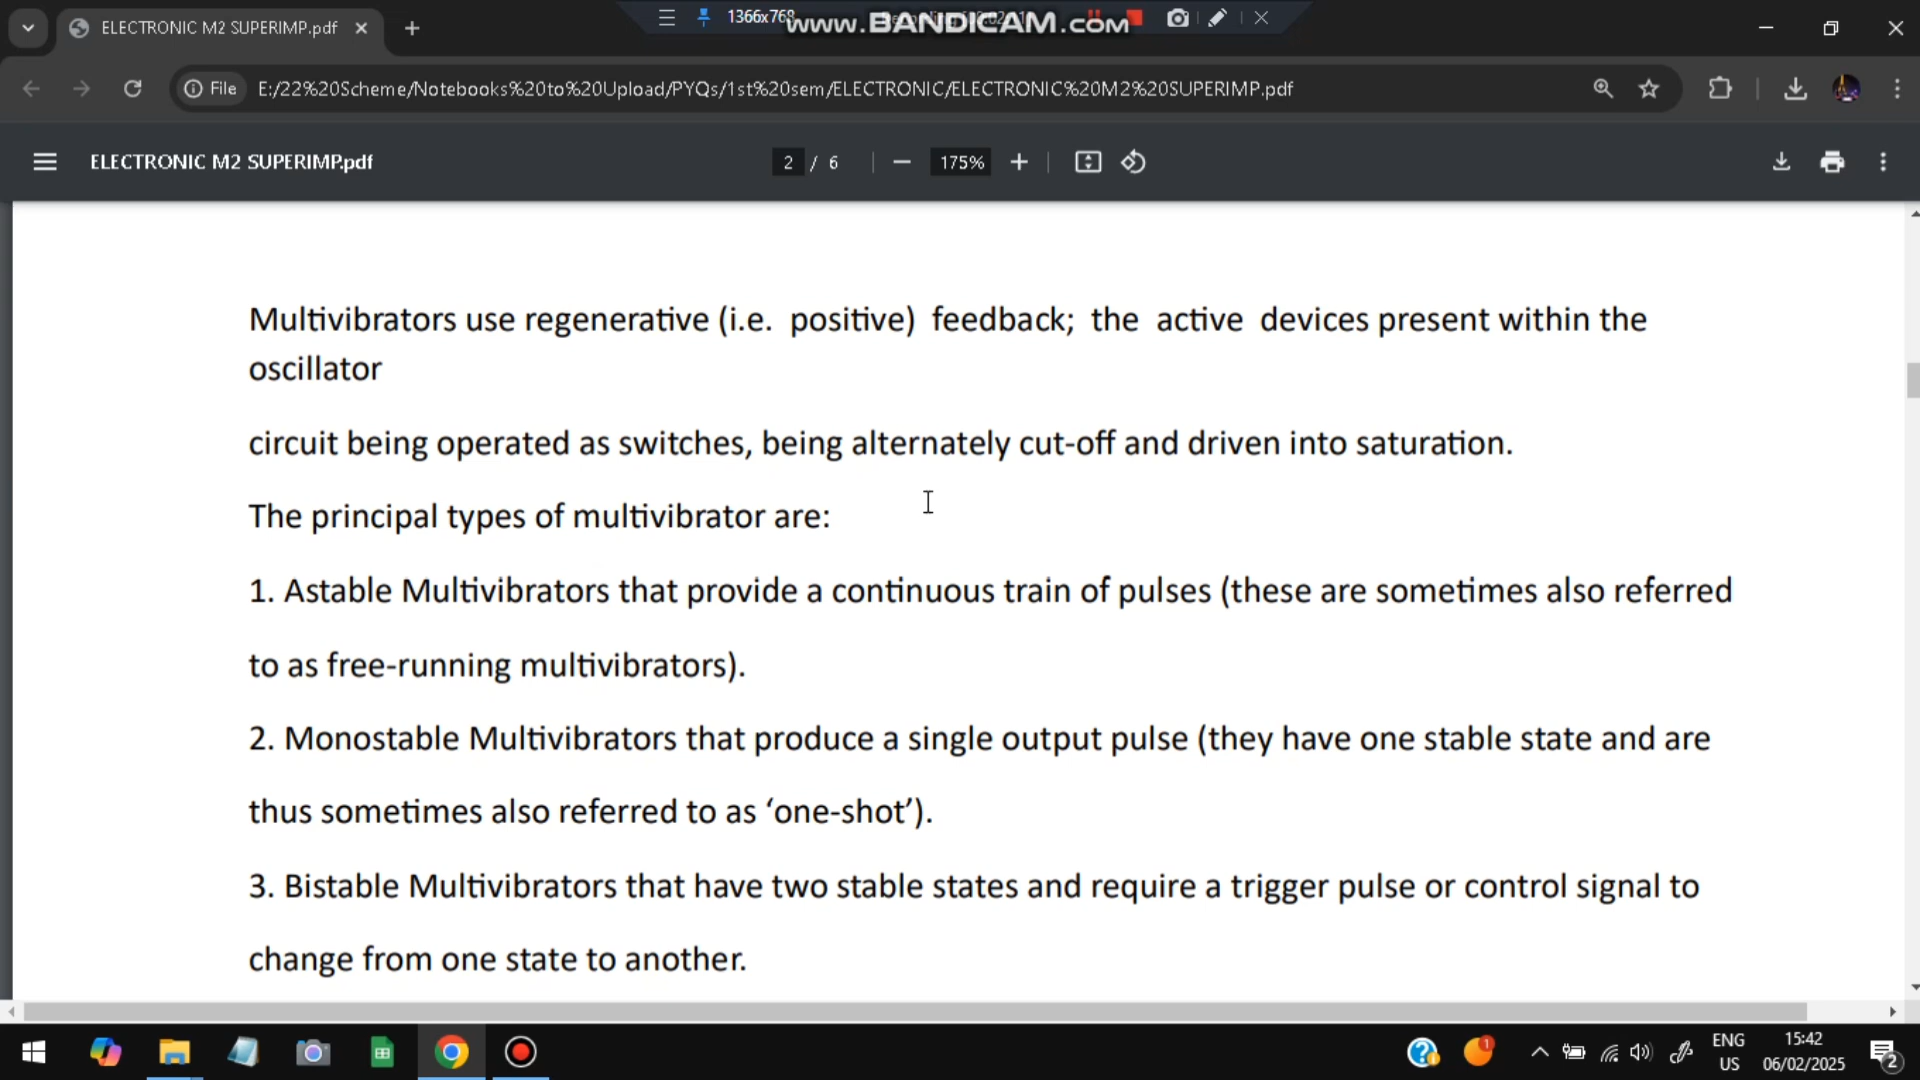 ELECTRONIC M2 SUPERIMP.pdf
1366x768
www.BANDICAM.com
File
E:/22%20Scheme/Notebooks%20to%20Upload/PYQs/1st%20sem/ELECTRONIC/ELECTRONIC%20M2%20SUPERIMP.pdf
ELECTRONIC M2 SUPERIMP.pdf
2 / 6
175%
Multivibrators use regenerative (i.e. positive) feedback; the active devices present within the
oscillator
circuit being operated as switches, being alternately cut-off and driven into saturation.
The principal types of multivibrator are:
1. Astable Multivibrators that provide a continuous train of pulses (these are sometimes also referred
to as free-running multivibrators).
2. Monostable Multivibrators that produce a single output pulse (they have one stable state and are
thus sometimes also referred to as ‘one-shot’).
3. Bistable Multivibrators that have two stable states and require a trigger pulse or control signal to
change from one state to another.
1
ENG
US
15:42
06/02/2025
2